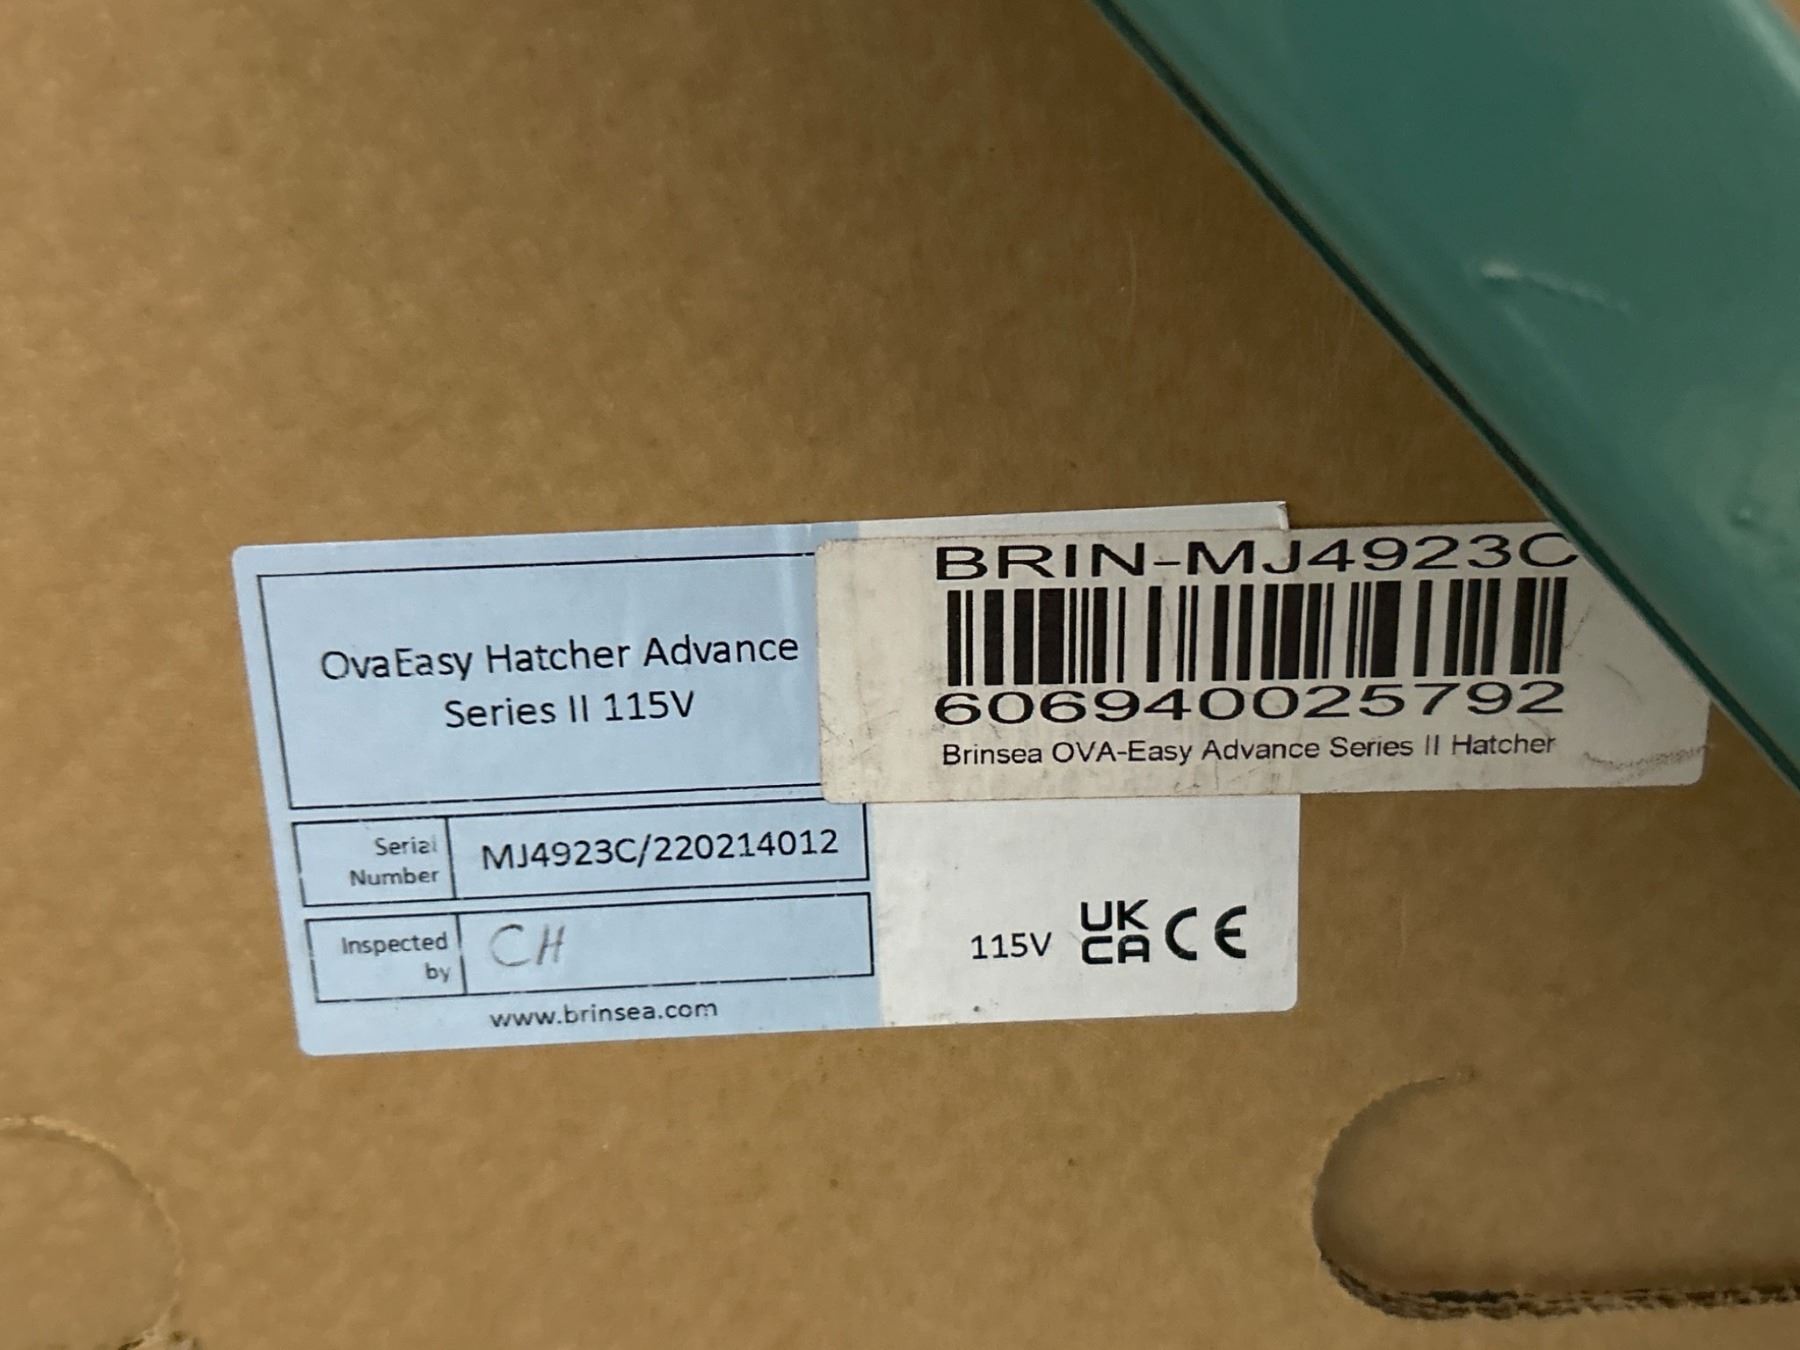 OvaEasy Hatcher Advance
Series II 115V
Serial
Number
MJ4923C/220214012
Inspected
by
CH
www.brinsea.com
BRIN-MJ4923C
606940025792
Brinsea OVA-Easy Advance Series II Hatcher
115V
UK
CA
CE